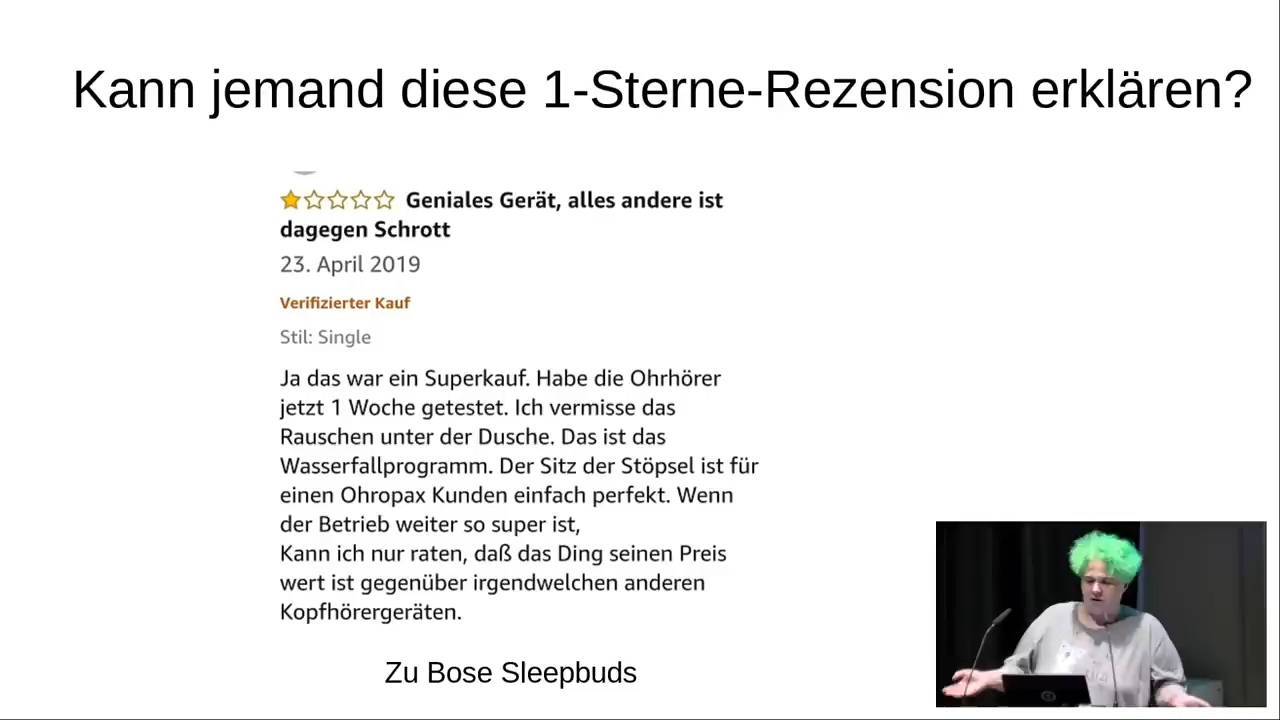 Kann jemand diese 1-Sterne-Rezension erklären?
Geniales Gerät, alles andere ist
dagegen Schrott
23. April 2019
Verifizierter Kauf
Stil: Single
Ja das war ein Superkauf. Habe die Ohrhörer
jetzt 1 Woche getestet. Ich vermisse das
Rauschen unter der Dusche. Das ist das
Wasserfallprogramm. Der Sitz der Stöpsel ist für
einen Ohropax Kunden einfach perfekt. Wenn
der Betrieb weiter so super ist,
Kann ich nur raten, daß das Ding seinen Preis
wert ist gegenüber irgendwelchen anderen
Kopfhörergeräten.
Zu Bose Sleepbuds